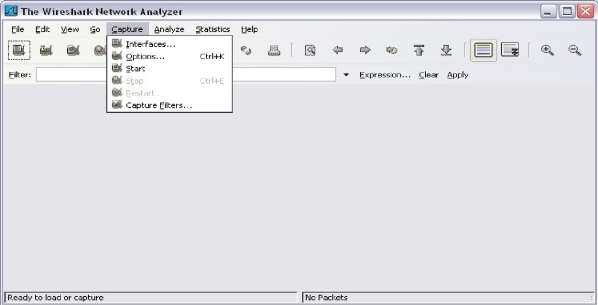 The Wireshark Network Analyzer
File Edit View Go Capture Analyze Statistics Help
Interfaces...
Options... Ctrl+K
Start
Stop Ctrl+E
Restart
Capture Filters...
Filter: Expression... Clear Apply
Ready to load or capture No Packets